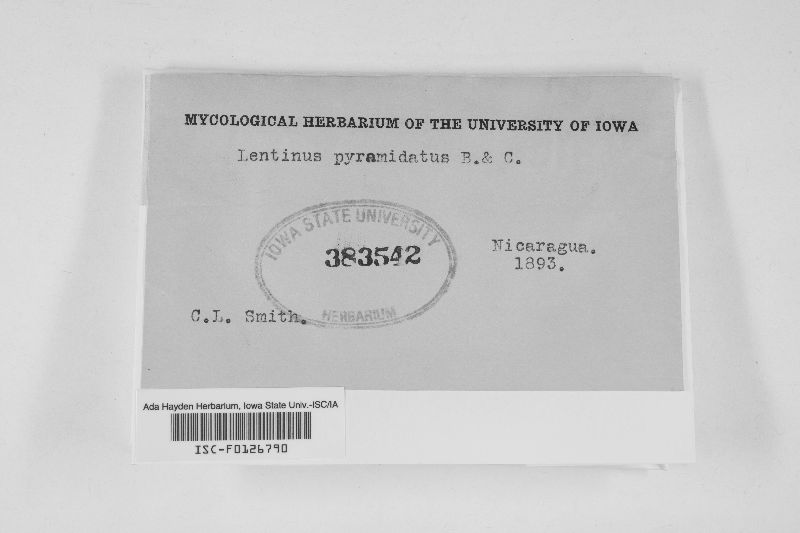 MYCOLOGICAL HERBARIUM OF THE UNIVERSITY OF IOWA
Lentinus pyramidatus B.& C.
IOWA STATE UNIVERSITY
383542
HERBARIUM
Nicaragua.
1893.
C.L. Smith.
Ada Hayden Herbarium, Iowa State Univ.-ISC/IA
ISC-F0126790